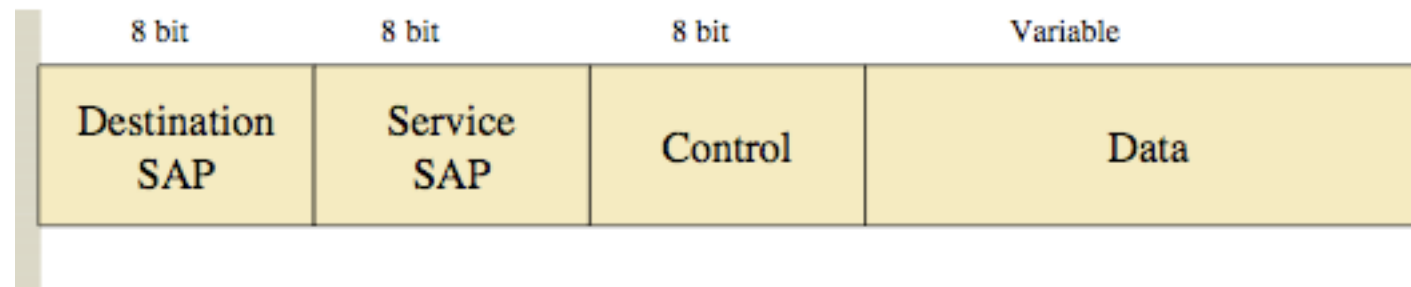 8 bit 8 bit 8 bit Variable
Destination
SAP
Service
SAP
Control
Data